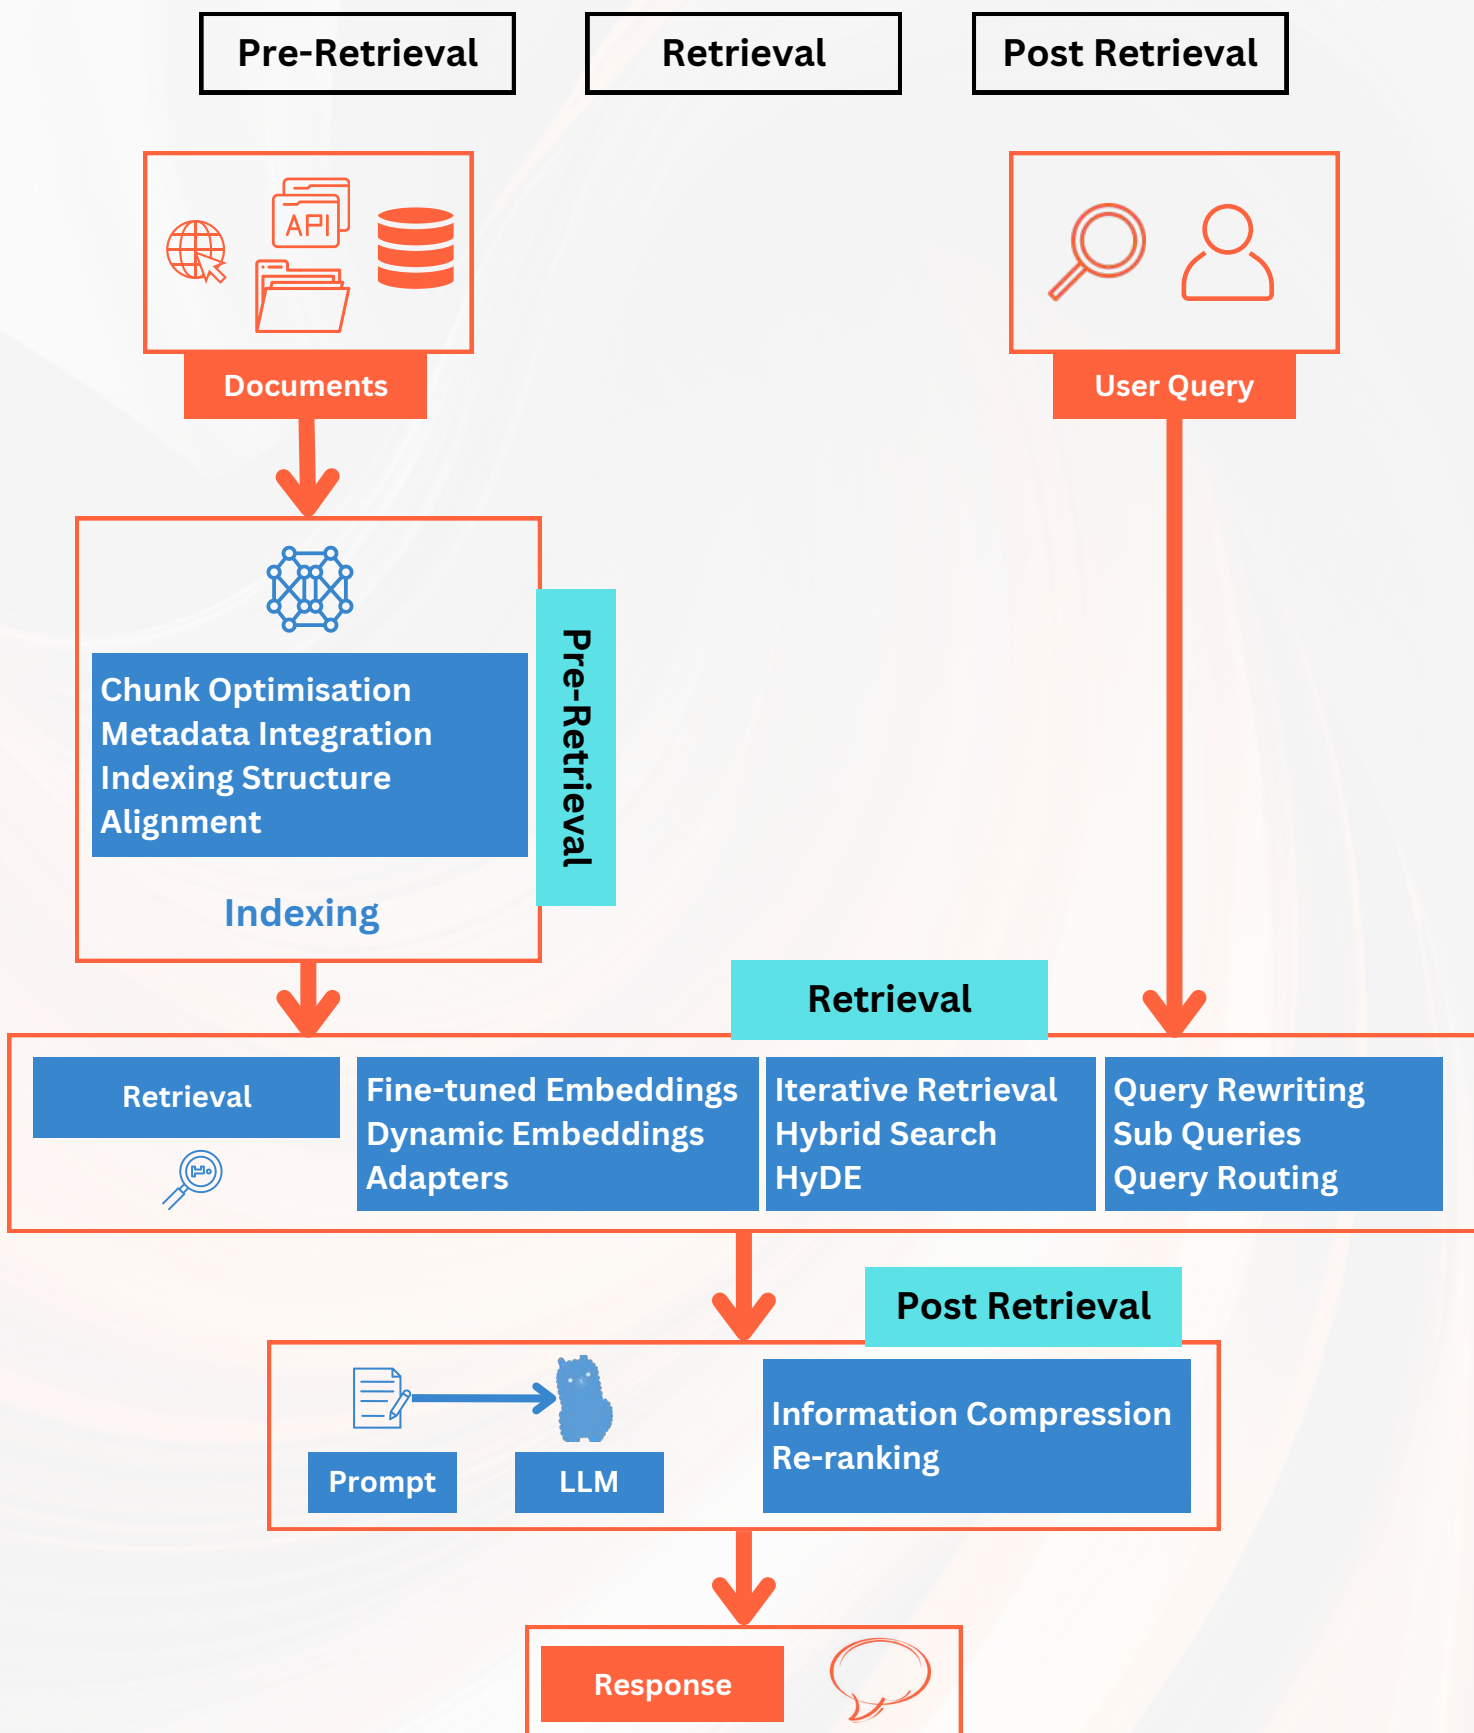 Pre-Retrieval
Retrieval
Post Retrieval
API
Documents
User Query
Chunk Optimisation
Metadata Integration
Indexing Structure
Alignment
Indexing
Pre-Retrieval
Retrieval
Retrieval
Fine-tuned Embeddings
Dynamic Embeddings
Adapters
Iterative Retrieval
Hybrid Search
HyDE
Query Rewriting
Sub Queries
Query Routing
Post Retrieval
Prompt
LLM
Information Compression
Re-ranking
Response